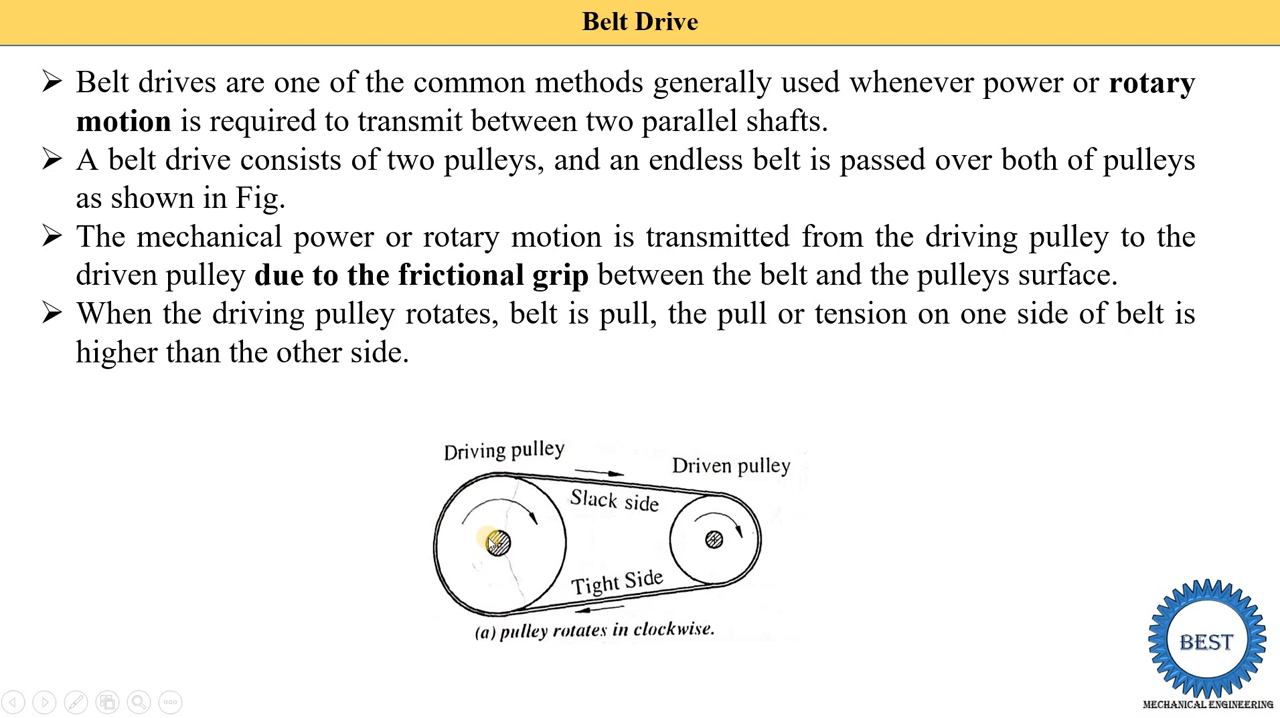 Belt Drive
➢ Belt drives are one of the common methods generally used whenever power or rotary
motion is required to transmit between two parallel shafts.
➢ A belt drive consists of two pulleys, and an endless belt is passed over both of pulleys
as shown in Fig.
➢ The mechanical power or rotary motion is transmitted from the driving pulley to the
driven pulley due to the frictional grip between the belt and the pulleys surface.
➢ When the driving pulley rotates, belt is pull, the pull or tension on one side of belt is
higher than the other side.
Driving pulley
Driven pulley
Slack side
Tight Side
(a) pulley rotates in clockwise.
BEST
MECHANICAL ENGINEERING